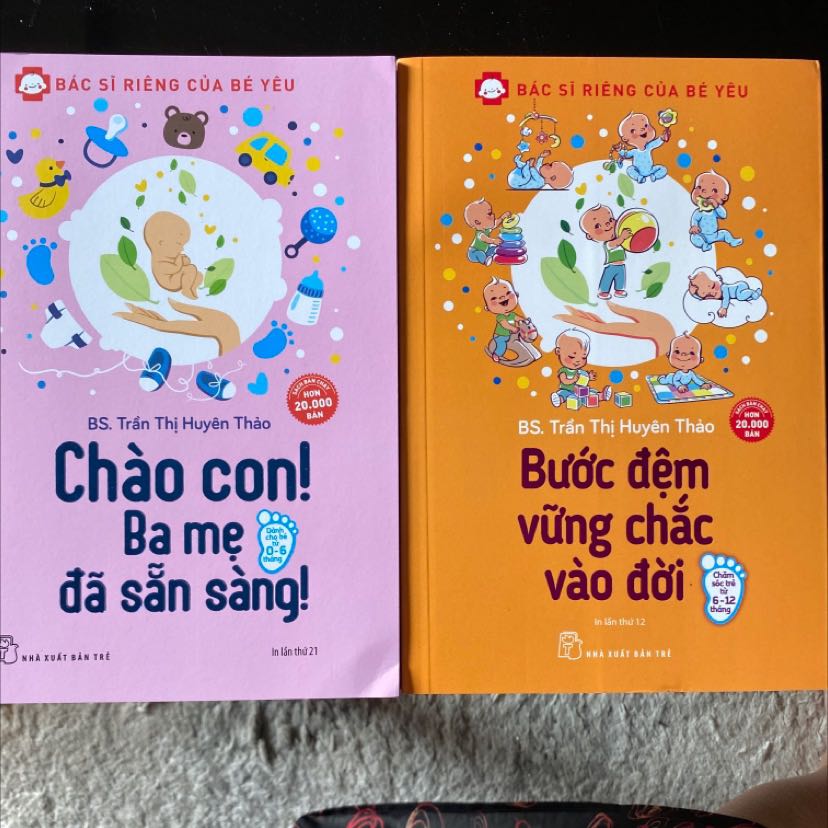 BÁC SĨ RIÊNG CỦA BÉ YÊU
SÁCH BÁN CHẠY
HƠN
20.000
BẢN
BS. Trần Thị Huyên Thảo
Chào con!
Ba mẹ
đã sẵn sàng!
Dành
cho bé
từ
0-6
tháng
NHÀ XUẤT BẢN TRẺ
In lần thứ 21
BÁC SĨ RIÊNG CỦA BÉ YÊU
SÁCH BÁN CHẠY
HƠN
20.000
BẢN
BS. Trần Thị Huyên Thảo
Bước đệm
vững chắc
vào đời
Chăm
sóc trẻ
từ
6-12
tháng
In lần thứ 12
NHÀ XUẤT BẢN TRẺ